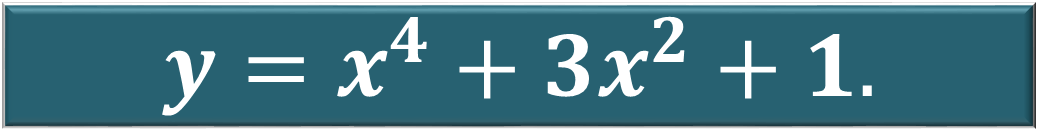 y = x⁴ + 3x² + 1.